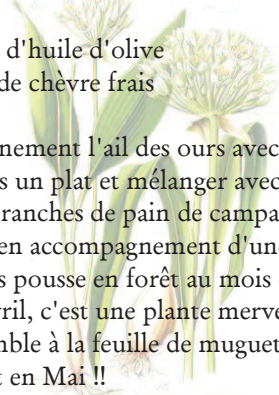 d'huile d'olive
de chèvre frais
nement l'ail des ours avec
s un plat et mélanger avec
ranches de pain de campa
en accompagnement d'un
s pousse en forêt au mois
vril, c'est une plante merve
mble à la feuille de muguet
t en Mai !!